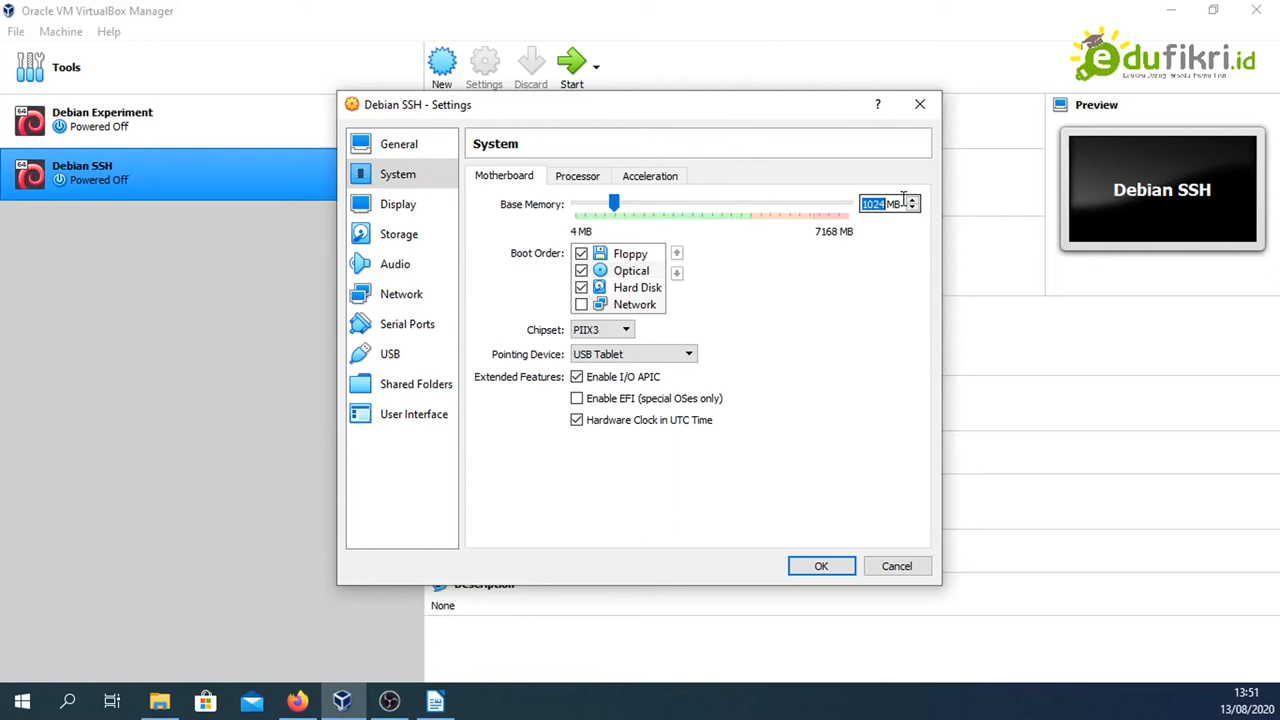 Oracle VM VirtualBox Manager
File Machine Help
edufikri.id
Tools
New Settings Discard Start
64 Debian Experiment
Powered Off
64 Debian SSH
Powered Off
Preview
Debian SSH
Debian SSH - Settings
?
General
System
Display
Storage
Audio
Network
Serial Ports
USB
Shared Folders
User Interface
System
Motherboard Processor Acceleration
Base Memory: 1024 MB
4 MB 7168 MB
Boot Order: Floppy
Optical
Hard Disk
Network
Chipset: PIIX3
Pointing Device: USB Tablet
Extended Features: Enable I/O APIC
Enable EFI (special OSes only)
Hardware Clock in UTC Time
OK Cancel
Description
None
13:51
13/08/2020